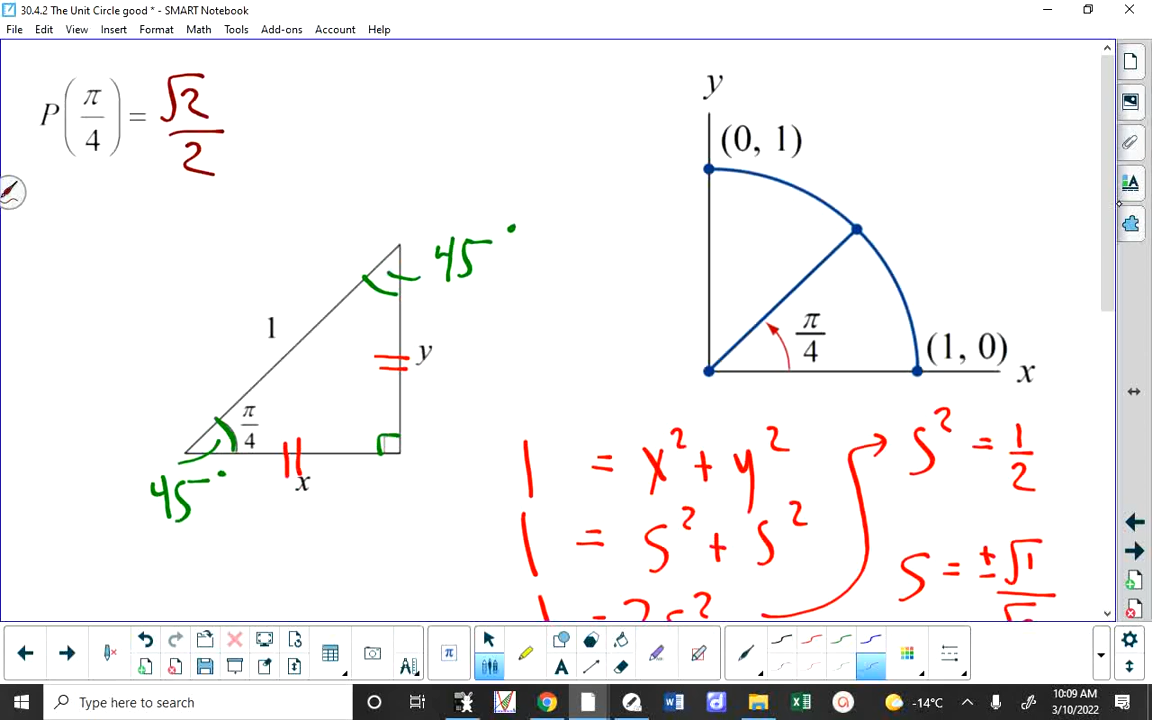 30.4.2 The Unit Circle good * - SMART Notebook
File Edit View Insert Format Math Tools Add-ons Account Help
P(π/4) = √2/2
y
(0, 1)
45°
1
y
π/4
π/4
(1, 0)
x
45°
x
1 = x² + y²
s² = 1/2
1 = s² + s²
s = ±√1
1 = 2s²
π
A
Type here to search
-14°C
10:09 AM
3/10/2022